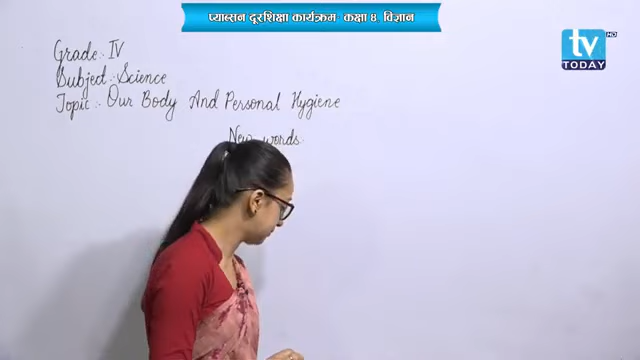 प्याब्सन दूरशिक्षा कार्यक्रम- कक्षा ४, विज्ञान
tv HD
TODAY
Grade:- IV
Subject:- Science
Topic:- Our Body And Personal Hygiene
New words: